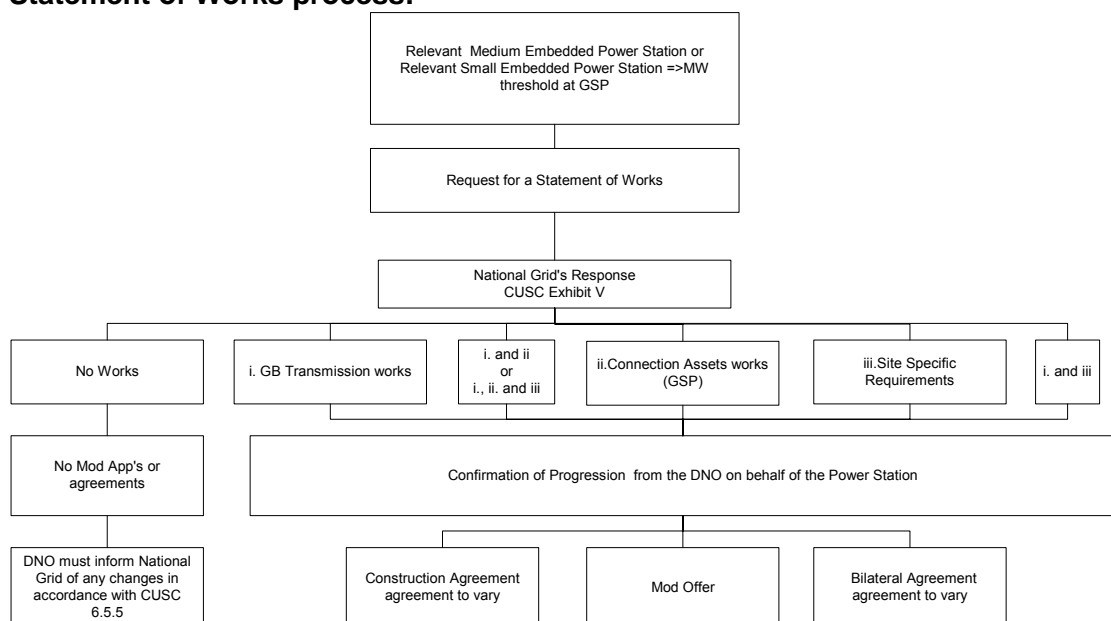 Statement of Works process:
Relevant Medium Embedded Power Station or
Relevant Small Embedded Power Station =>MW
threshold at GSP
Request for a Statement of Works
National Grid's Response
CUSC Exhibit V
No Works
i. GB Transmission works
i. and ii
or
i., ii. and iii
ii.Connection Assets works
(GSP)
iii.Site Specific
Requirements
i. and iii
No Mod App's or
agreements
Confirmation of Progression from the DNO on behalf of the Power Station
DNO must inform National
Grid of any changes in
accordance with CUSC
6.5.5
Construction Agreement
agreement to vary
Mod Offer
Bilateral Agreement
agreement to vary